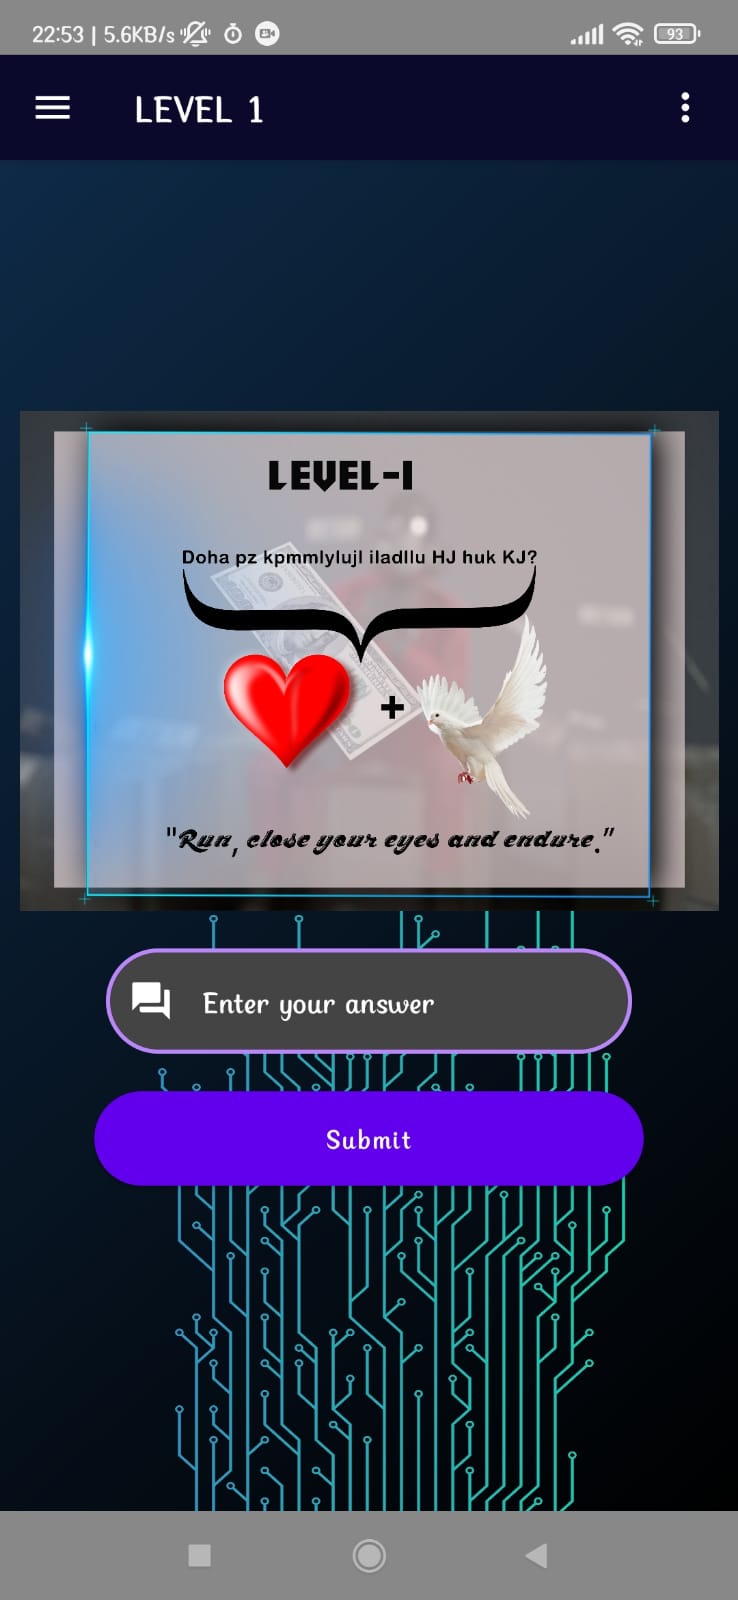 22:53 | 5.6KB/s
93
LEVEL 1
LEVEL-I
Doha pz kpmmlylujl iladllu HJ huk KJ?
+
"Run, close your eyes and endure."
Enter your answer
Submit